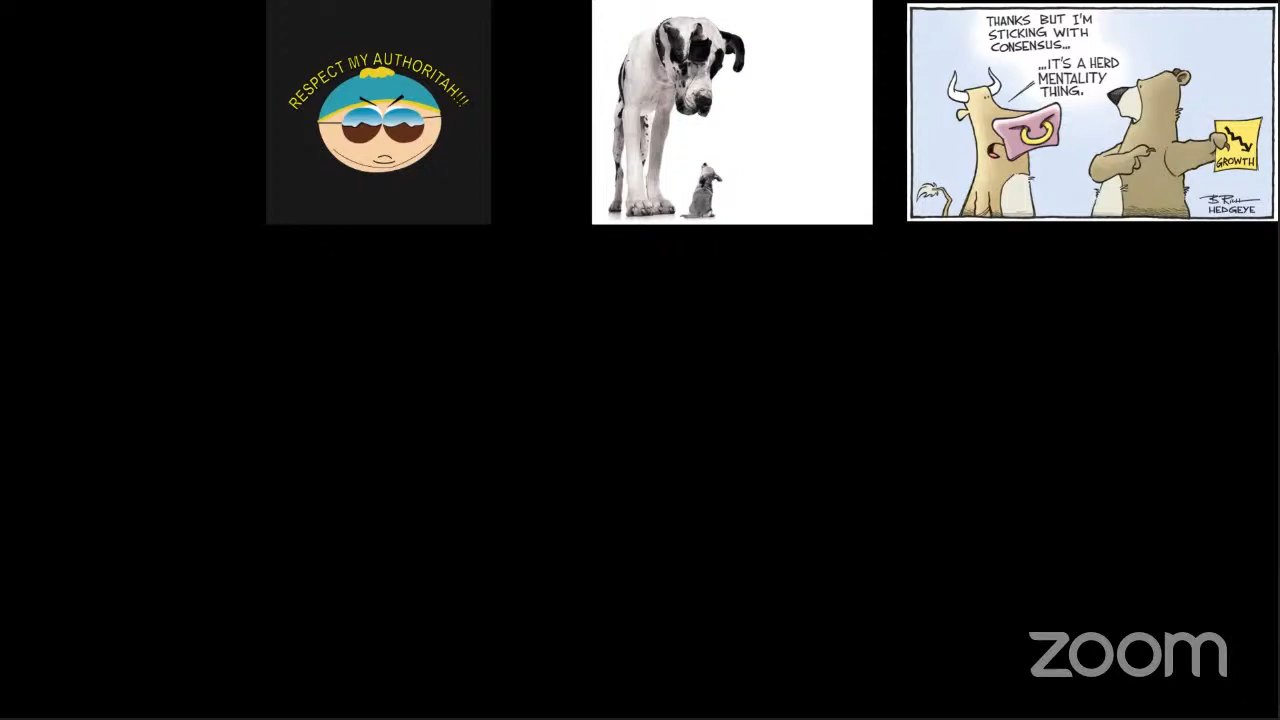 RESPECT MY AUTHORITAH!!!
THANKS BUT I'M
STICKING WITH
CONSENSUS...
...IT'S A HERD
MENTALITY
THING.
GROWTH
HEDGEYE
zoom